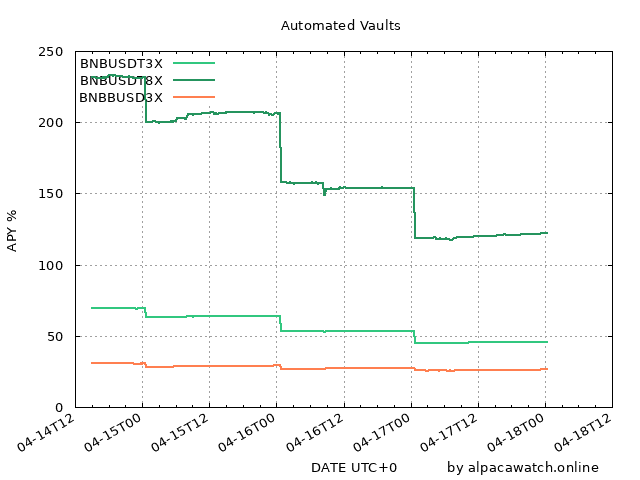 Automated Vaults
BNBUSDT3X
BNBUSDT8X
BNBBUSD3X
250
200
150
100
50
0
APY %
04-14T12
04-15T00
04-15T12
04-16T00
04-16T12
04-17T00
04-17T12
04-18T00
04-18T12
DATE UTC+0
by alpacawatch.online